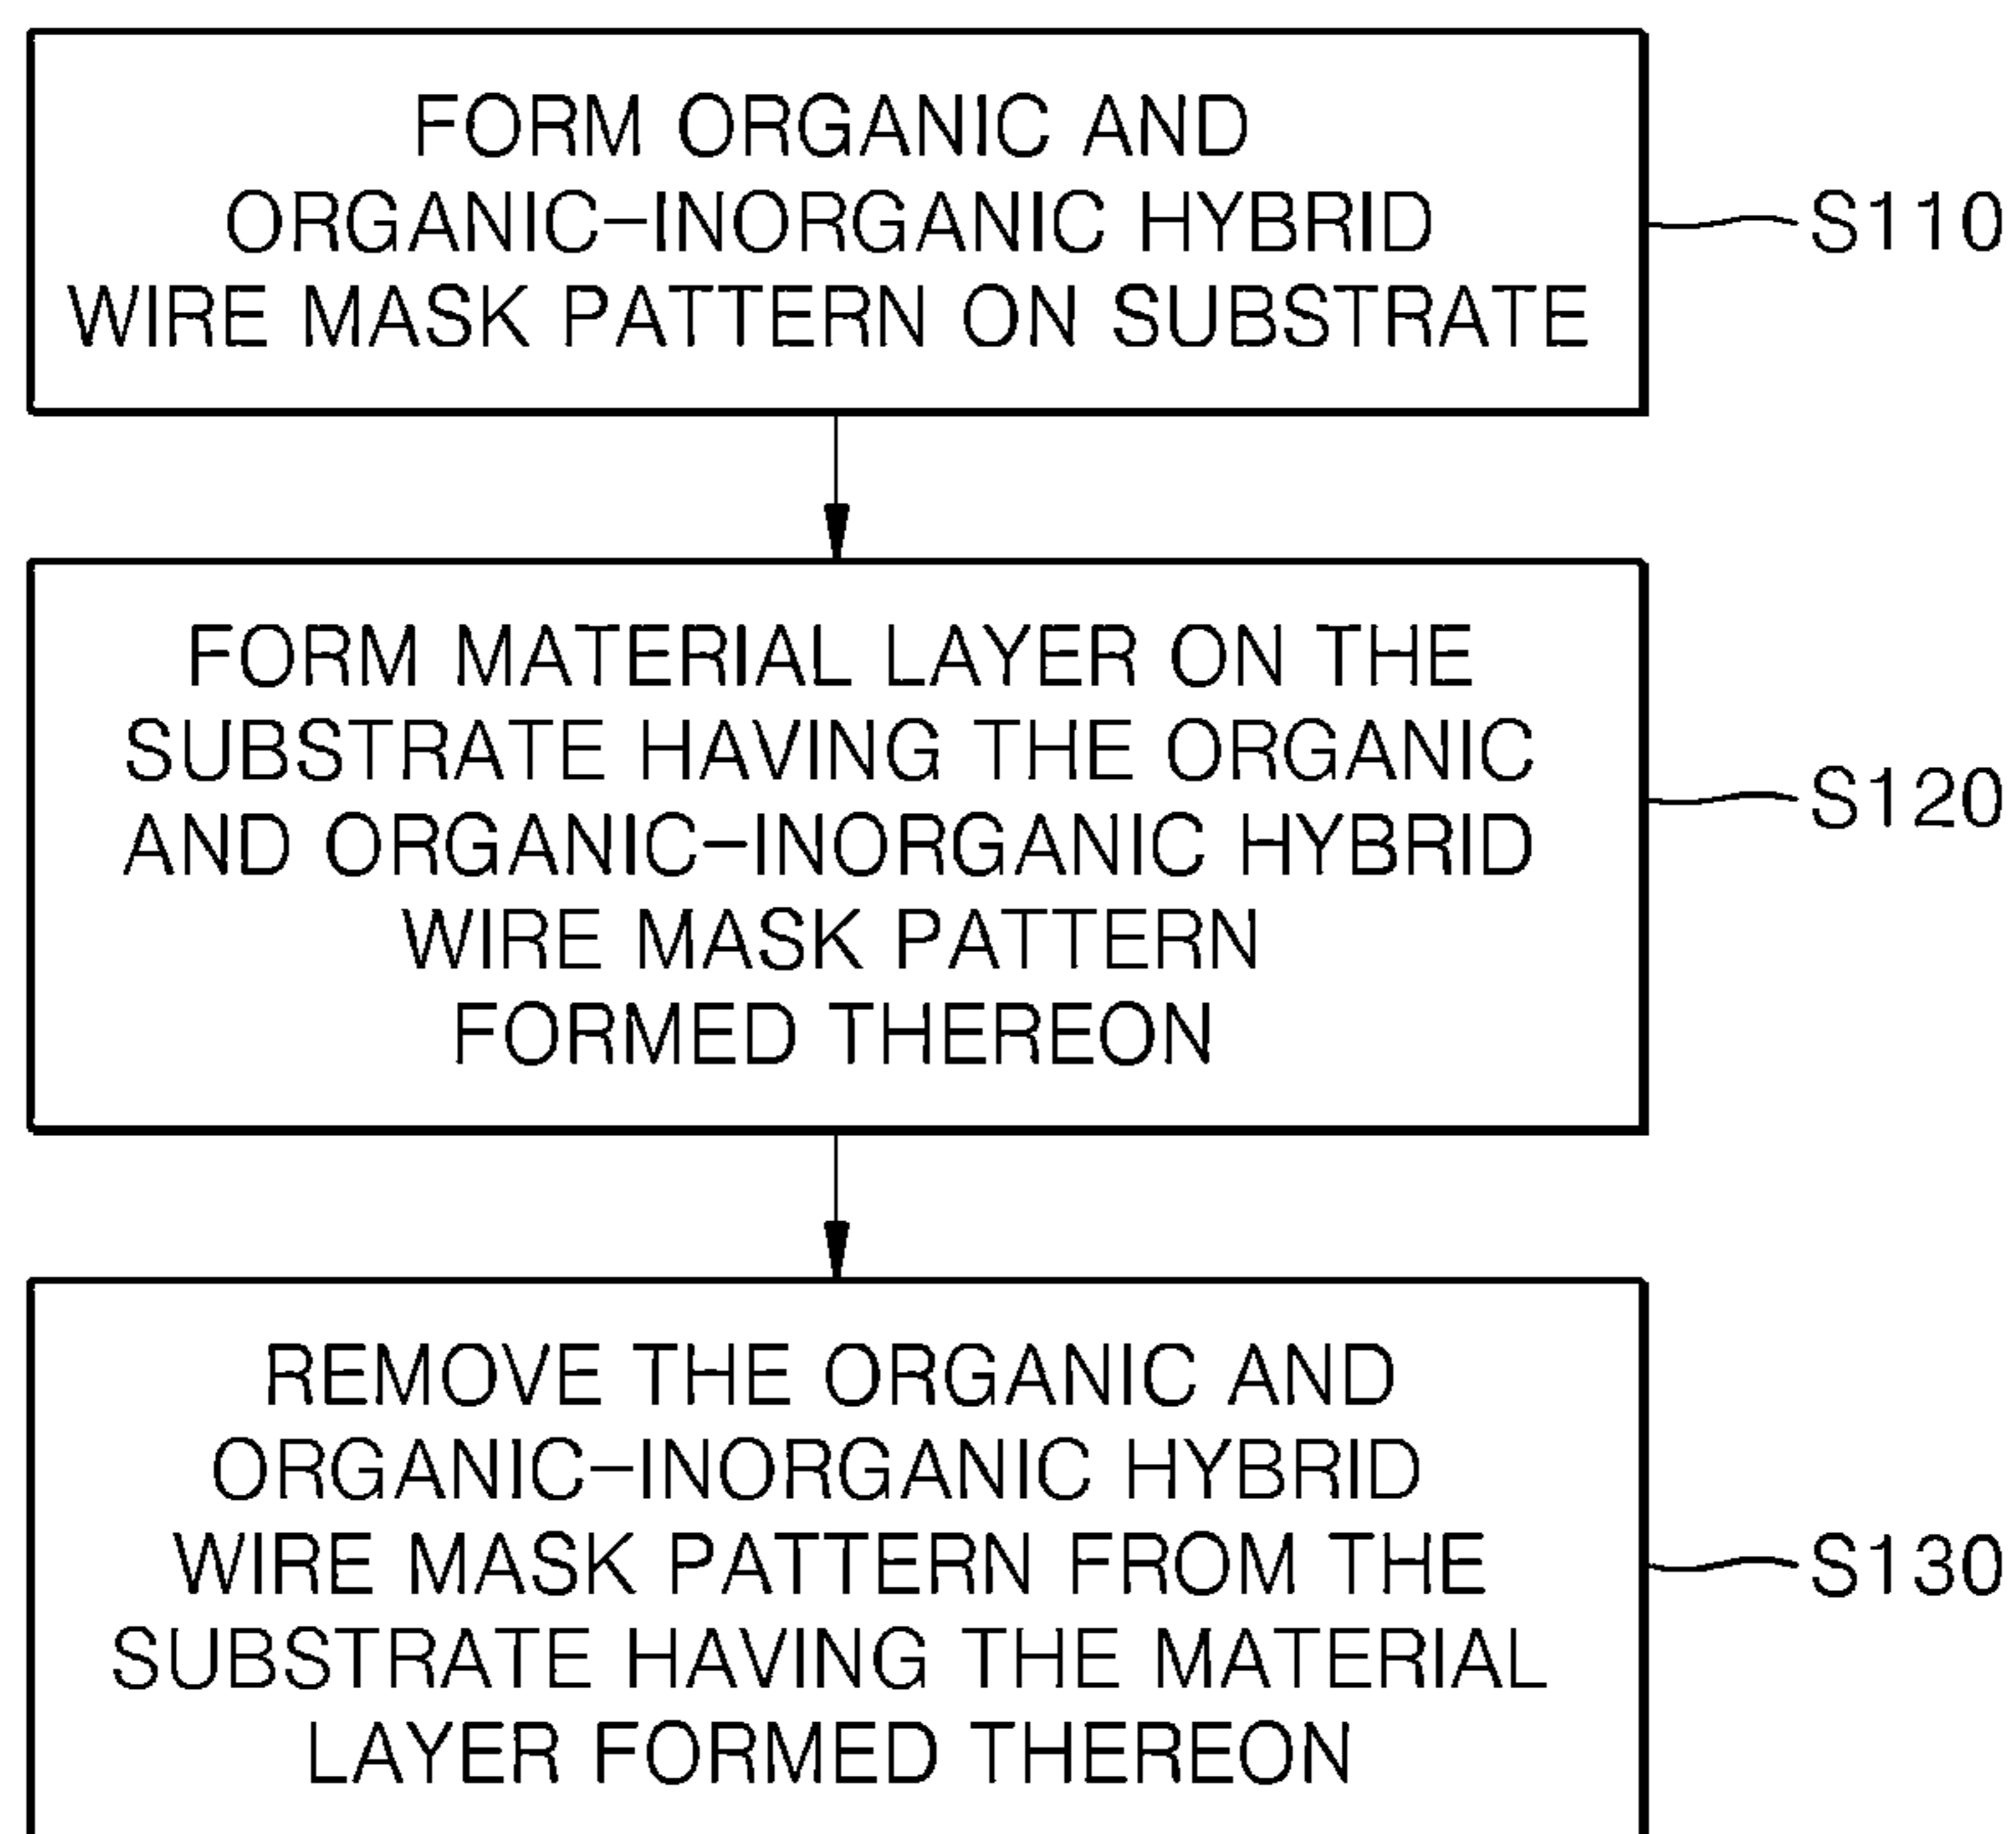 FORM ORGANIC AND
ORGANIC-INORGANIC HYBRID
WIRE MASK PATTERN ON SUBSTRATE
S110
FORM MATERIAL LAYER ON THE
SUBSTRATE HAVING THE ORGANIC
AND ORGANIC-INORGANIC HYBRID
WIRE MASK PATTERN
FORMED THEREON
S120
REMOVE THE ORGANIC AND
ORGANIC-INORGANIC HYBRID
WIRE MASK PATTERN FROM THE
SUBSTRATE HAVING THE MATERIAL
LAYER FORMED THEREON
S130